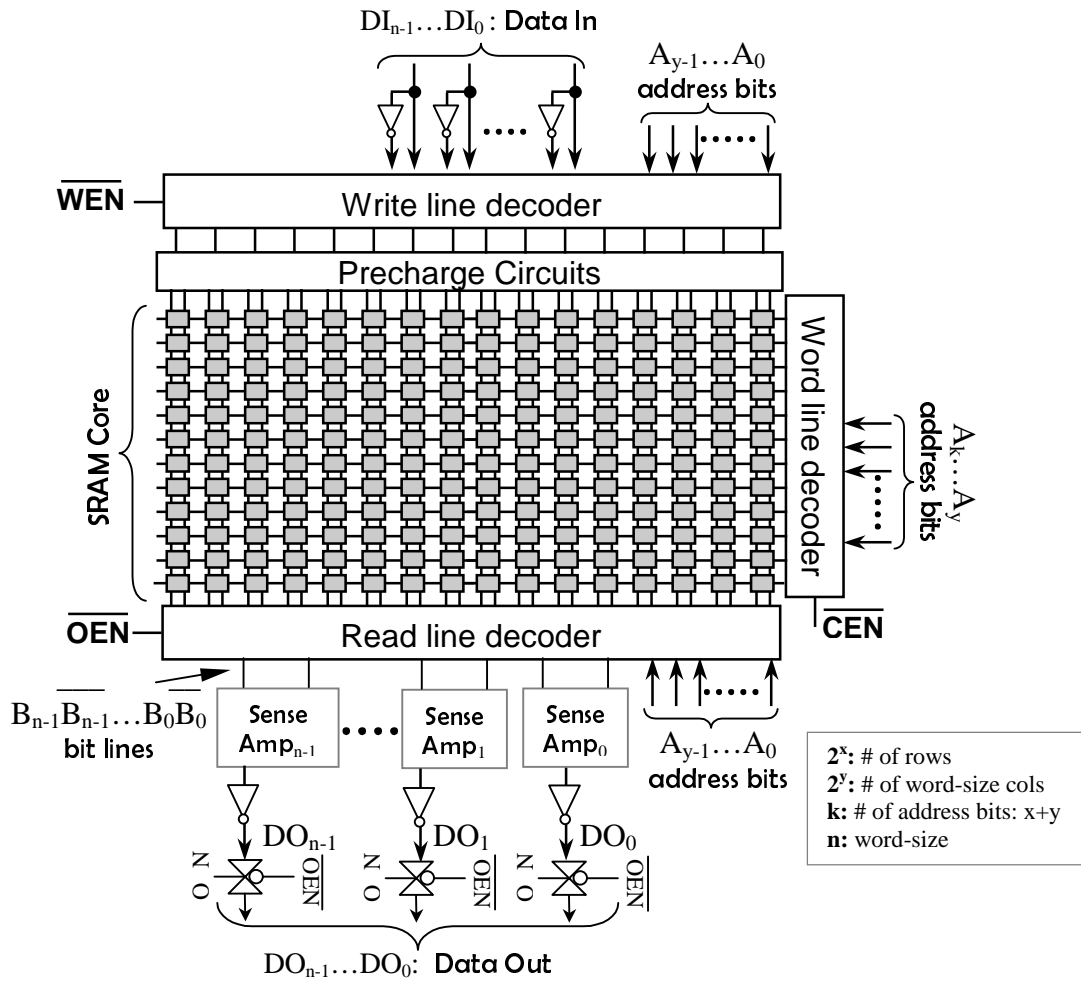 DIn-1…DI0 : Data In
Ay-1…A0
address bits
WEN
Write line decoder
Precharge Circuits
SRAM Core
Word line decoder
Ak…Ay
address bits
OEN
Read line decoder
CEN
Bn-1Bn-1…B0B0
bit lines
Sense
Ampn-1
Sense
Amp1
Sense
Amp0
Ay-1…A0
address bits
2x: # of rows
2y: # of word-size cols
k: # of address bits: x+y
n: word-size
DOn-1
DO1
DO0
O N
OEN
O N
OEN
O N
OEN
DOn-1…DO0: Data Out